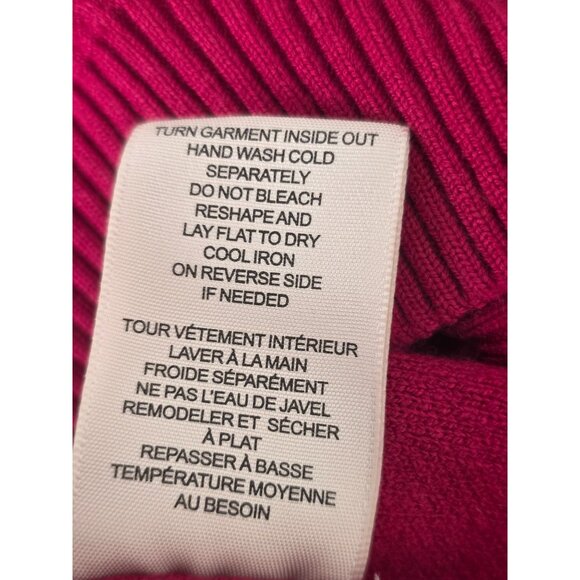 TURN GARMENT INSIDE OUT
HAND WASH COLD
SEPARATELY
DO NOT BLEACH
RESHAPE AND
LAY FLAT TO DRY
COOL IRON
ON REVERSE SIDE
IF NEEDED
TOUR VÉTEMENT INTÉRIEUR
LAVER À LA MAIN
FROIDE SÉPARÉMENT
NE PAS L'EAU DE JAVEL
REMODELER ET SÉCHER
À PLAT
REPASSER À BASSE
TEMPÉRATURE MOYENNE
AU BESOIN